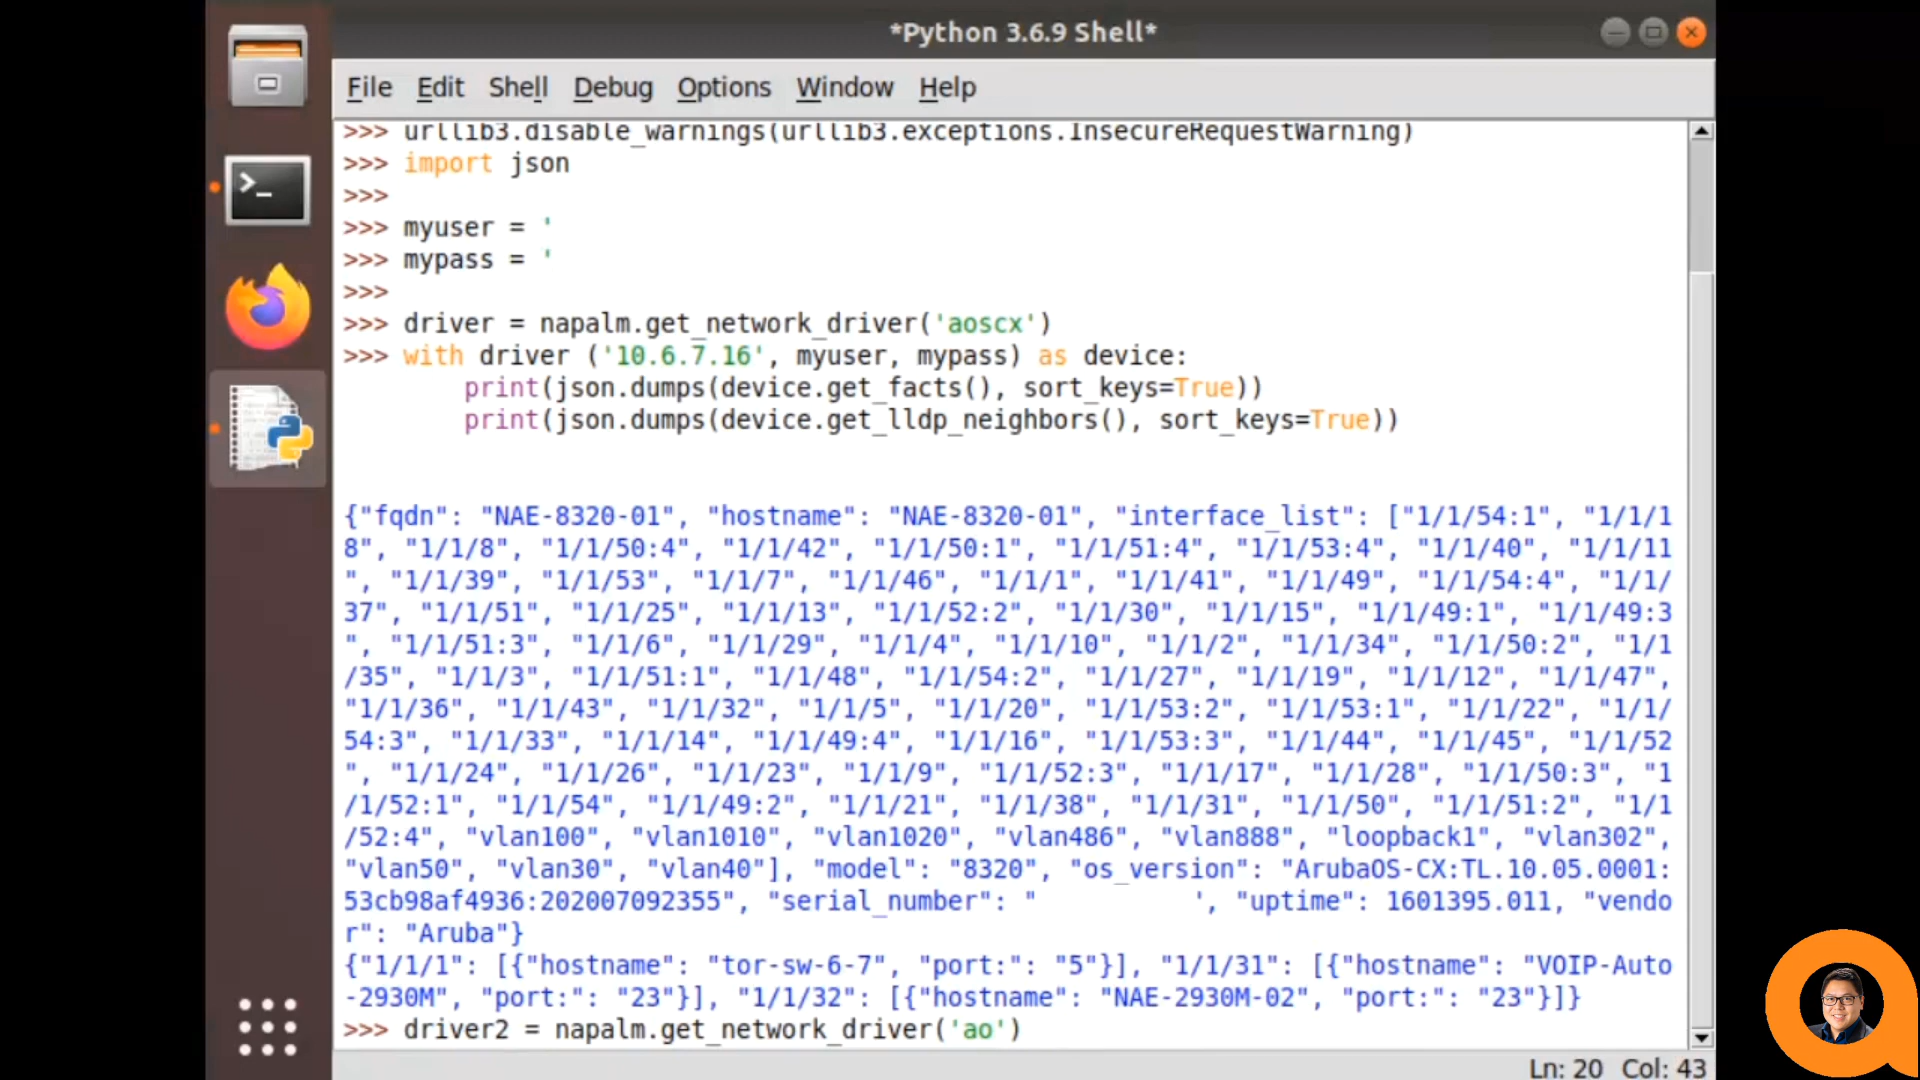 *Python 3.6.9 Shell*
File Edit Shell Debug Options Window Help
>>> urllib3.disable_warnings(urllib3.exceptions.InsecureRequestWarning)
>>> import json
>>>
>>> myuser = '
>>> mypass = '
>>>
>>> driver = napalm.get_network_driver('aoscx')
>>> with driver ('10.6.7.16', myuser, mypass) as device:
        print(json.dumps(device.get_facts(), sort_keys=True))
        print(json.dumps(device.get_lldp_neighbors(), sort_keys=True))
{"fqdn": "NAE-8320-01", "hostname": "NAE-8320-01", "interface_list": ["1/1/54:1", "1/1/1
8", "1/1/8", "1/1/50:4", "1/1/42", "1/1/50:1", "1/1/51:4", "1/1/53:4", "1/1/40", "1/1/11
", "1/1/39", "1/1/53", "1/1/7", "1/1/46", "1/1/1", "1/1/41", "1/1/49", "1/1/54:4", "1/1/
37", "1/1/51", "1/1/25", "1/1/13", "1/1/52:2", "1/1/30", "1/1/15", "1/1/49:1", "1/1/49:3
", "1/1/51:3", "1/1/6", "1/1/29", "1/1/4", "1/1/10", "1/1/2", "1/1/34", "1/1/50:2", "1/1
/35", "1/1/3", "1/1/51:1", "1/1/48", "1/1/54:2", "1/1/27", "1/1/19", "1/1/12", "1/1/47",
"1/1/36", "1/1/43", "1/1/32", "1/1/5", "1/1/20", "1/1/53:2", "1/1/53:1", "1/1/22", "1/1/
54:3", "1/1/33", "1/1/14", "1/1/49:4", "1/1/16", "1/1/53:3", "1/1/44", "1/1/45", "1/1/52
", "1/1/24", "1/1/26", "1/1/23", "1/1/9", "1/1/52:3", "1/1/17", "1/1/28", "1/1/50:3", "1
/1/52:1", "1/1/54", "1/1/49:2", "1/1/21", "1/1/38", "1/1/31", "1/1/50", "1/1/51:2", "1/1
/52:4", "vlan100", "vlan1010", "vlan1020", "vlan486", "vlan888", "loopback1", "vlan302",
"vlan50", "vlan30", "vlan40"], "model": "8320", "os_version": "ArubaOS-CX:TL.10.05.0001:
53cb98af4936:202007092355", "serial_number": "          ', "uptime": 1601395.011, "vendo
r": "Aruba"}
{"1/1/1": [{"hostname": "tor-sw-6-7", "port:": "5"}], "1/1/31": [{"hostname": "VOIP-Auto
-2930M", "port:": "23"}], "1/1/32": [{"hostname": "NAE-2930M-02", "port:": "23"}]}
>>> driver2 = napalm.get_network_driver('ao')
Ln: 20 Col: 43